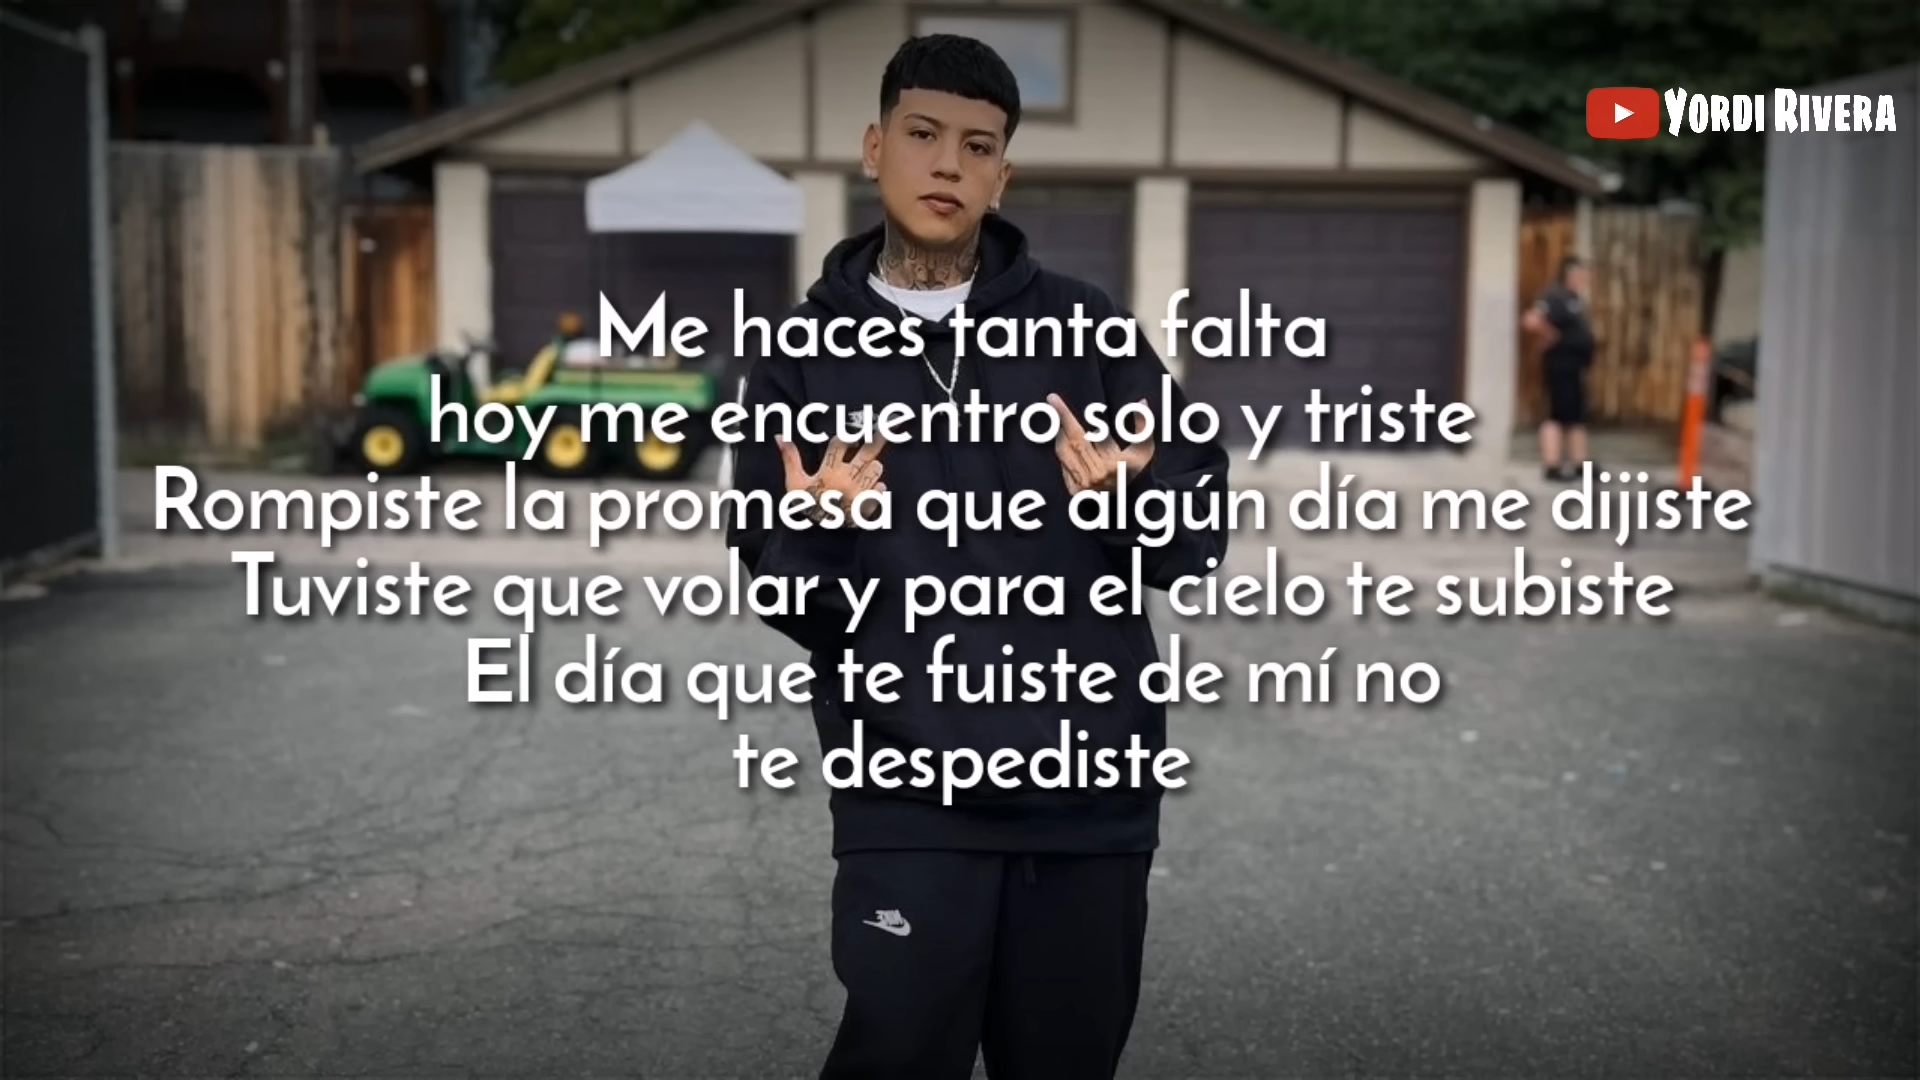 YORDI RIVERA
Me haces tanta falta
hoy me encuentro solo y triste
Rompiste la promesa que algún día me dijiste
Tuviste que volar y para el cielo te subiste
El día que te fuiste de mí no
te despediste
NIKE